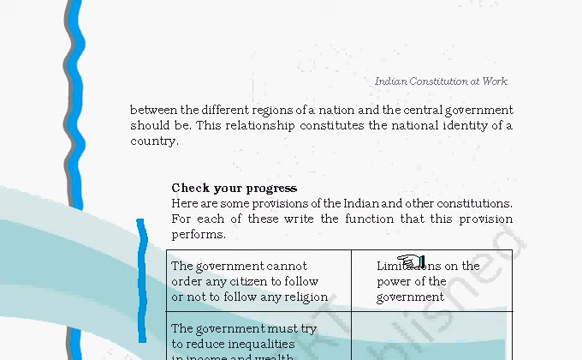 Indian Constitution at Work
between the different regions of a nation and the central government
should be. This relationship constitutes the national identity of a
country.
Check your progress
Here are some provisions of the Indian and other constitutions.
For each of these write the function that this provision
performs.
The government cannot
order any citizen to follow
or not to follow any religion
Limitations on the
power of the
government
The government must try
to reduce inequalities
in income and wealth